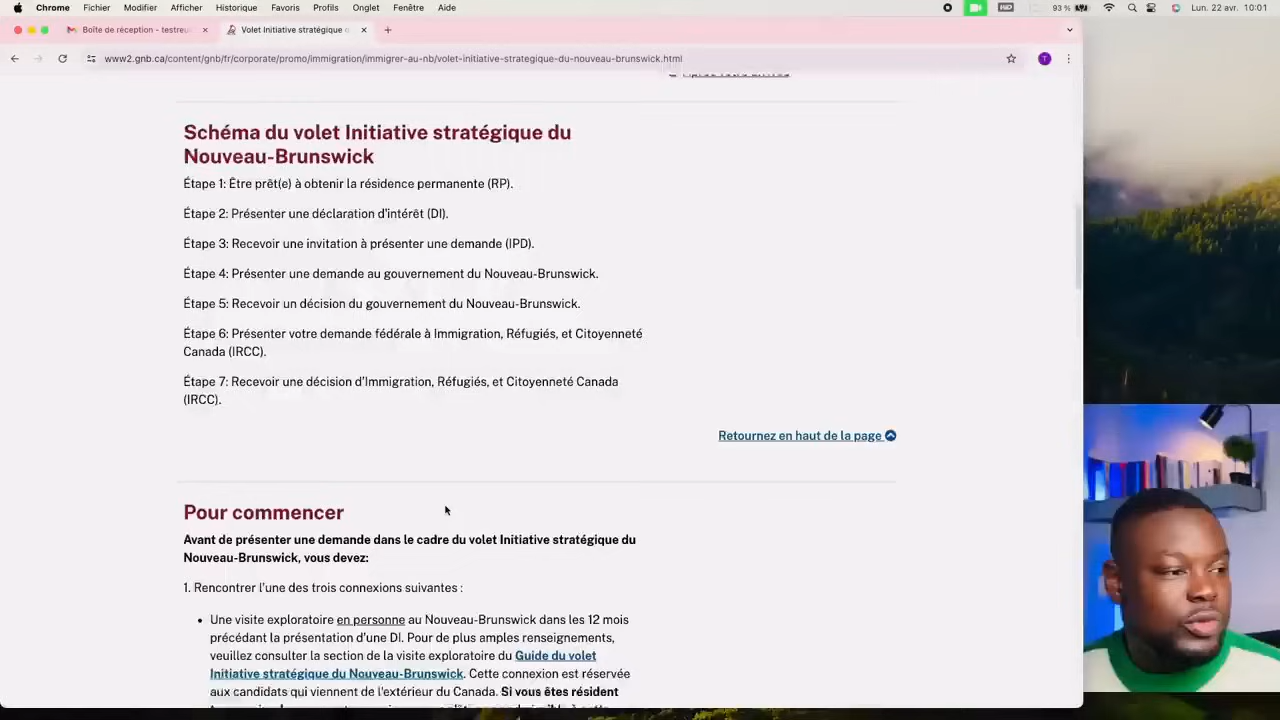 Chrome Fichier Modifier Afficher Historique Favoris Profils Onglet Fenêtre Aide 93 % Lun. 22 avr. 10:01
Boîte de réception - testreu Volet Initiative stratégique d
www2.gnb.ca/content/gnb/fr/corporate/promo/immigration/immigrer-au-nb/volet-initiative-strategique-du-nouveau-brunswick.html T
Schéma du volet Initiative stratégique du
Nouveau-Brunswick
Étape 1: Être prêt(e) à obtenir la résidence permanente (RP).
Étape 2: Présenter une déclaration d'intérêt (DI).
Étape 3: Recevoir une invitation à présenter une demande (IPD).
Étape 4: Présenter une demande au gouvernement du Nouveau-Brunswick.
Étape 5: Recevoir un décision du gouvernement du Nouveau-Brunswick.
Étape 6: Présenter votre demande fédérale à Immigration, Réfugiés, et Citoyenneté
Canada (IRCC).
Étape 7: Recevoir une décision d'Immigration, Réfugiés, et Citoyenneté Canada
(IRCC).
Retournez en haut de la page
Pour commencer
Avant de présenter une demande dans le cadre du volet Initiative stratégique du
Nouveau-Brunswick, vous devez:
1. Rencontrer l'une des trois connexions suivantes :
• Une visite exploratoire en personne au Nouveau-Brunswick dans les 12 mois
précédant la présentation d'une DI. Pour de plus amples renseignements,
veuillez consulter la section de la visite exploratoire du Guide du volet
Initiative stratégique du Nouveau-Brunswick. Cette connexion est réservée
aux candidats qui viennent de l'extérieur du Canada. Si vous êtes résident